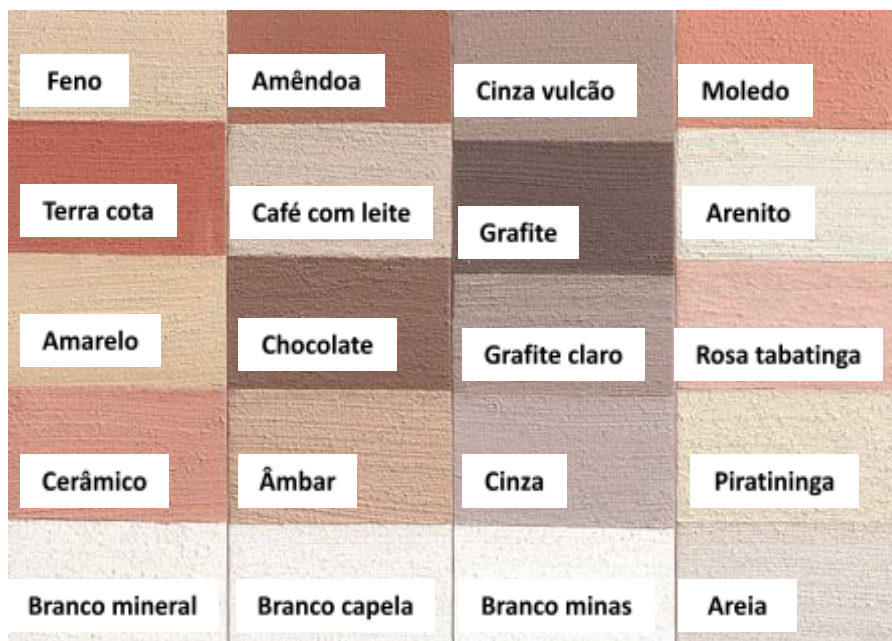 Feno
Amêndoa
Cinza vulcão
Moledo
Terra cota
Café com leite
Grafite
Arenito
Amarelo
Chocolate
Grafite claro
Rosa tabatinga
Cerâmico
Âmbar
Cinza
Piratininga
Branco mineral
Branco capela
Branco minas
Areia